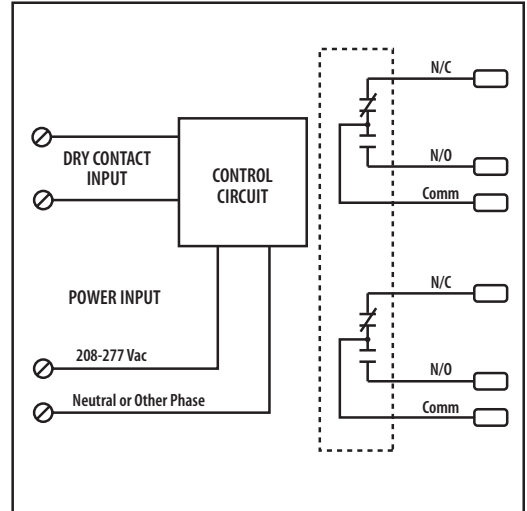 N/C
DRY CONTACT
INPUT
CONTROL
CIRCUIT
N/O
Comm
POWER INPUT
N/C
208-277 Vac
N/O
Neutral or Other Phase
Comm